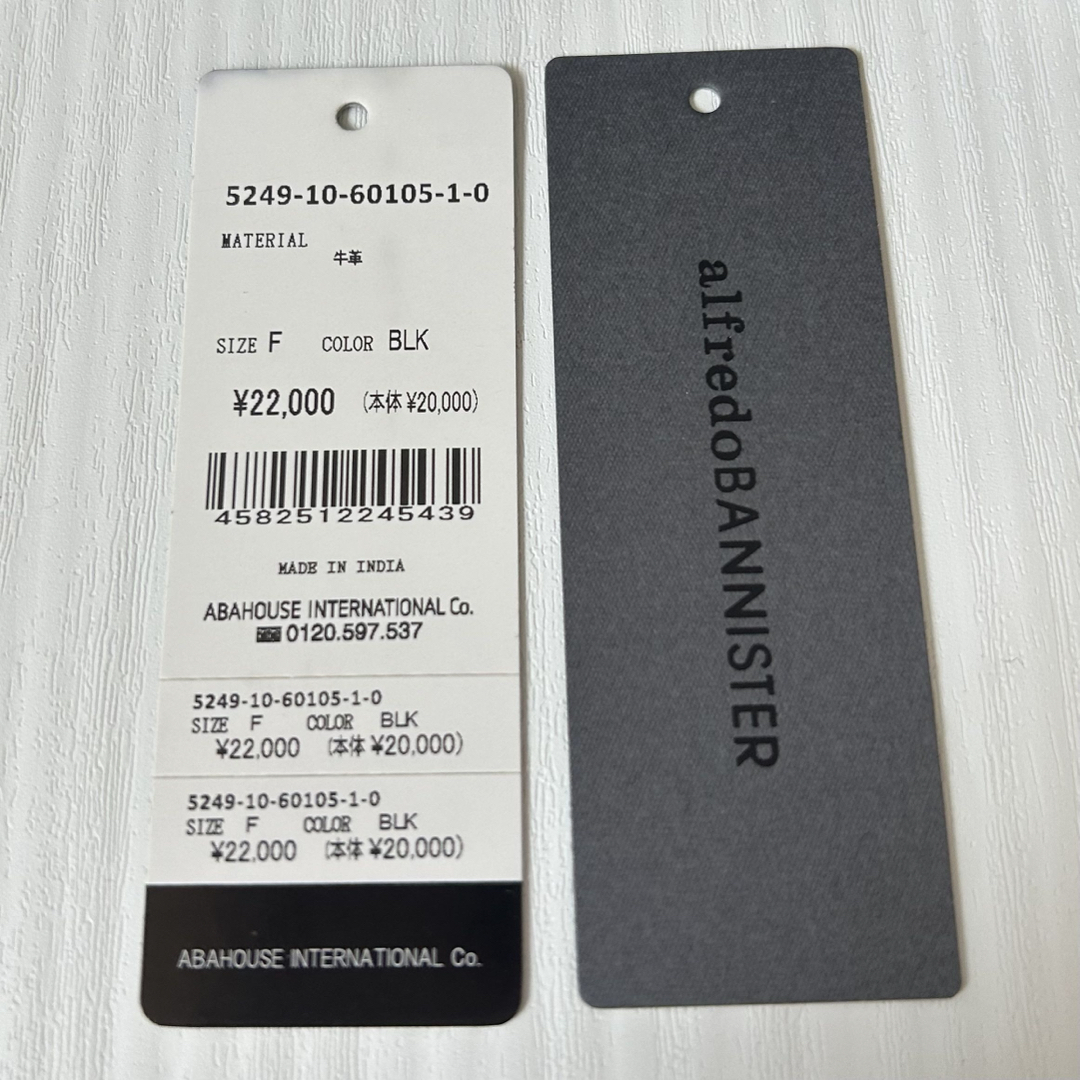 5249-10-60105-1-0
MATERIAL
牛革
SIZE F COLOR BLK
¥22,000 (本体¥20,000)
4582512245439
MADE IN INDIA
ABAHOUSE INTERNATIONAL Co.
0120.597.537
5249-10-60105-1-0
SIZE F COLOR BLK
¥22,000 (本体¥20,000)
5249-10-60105-1-0
SIZE F COLOR BLK
¥22,000 (本体¥20,000)
ABAHOUSE INTERNATIONAL Co.
alfredoBANNISTER